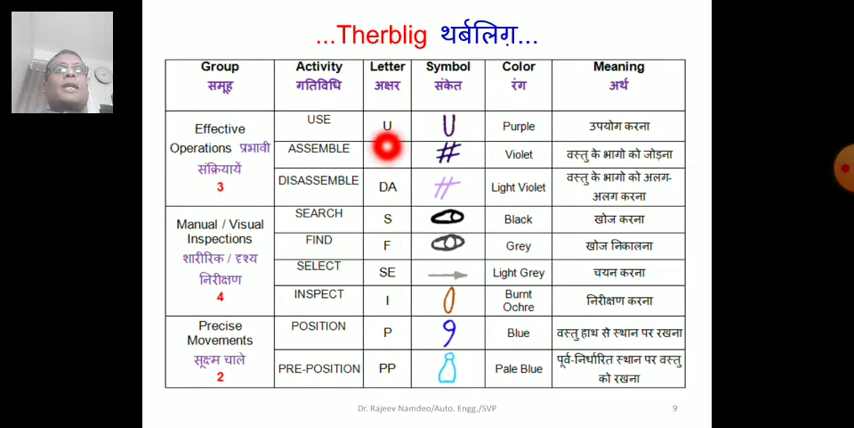 ...Therblig थर्बलिग़...
Group Activity Letter Symbol Color Meaning
समूह गतिविधि अक्षर संकेत रंग अर्थ
Effective Operations प्रभावी संक्रियायें 3
USE U Purple उपयोग करना
ASSEMBLE Violet वस्तु के भागो को जोड़ना
DISASSEMBLE DA Light Violet वस्तु के भागो को अलग-अलग करना
Manual / Visual Inspections शारीरिक / दृश्य निरीक्षण 4
SEARCH S Black खोज करना
FIND F Grey खोज निकालना
SELECT SE Light Grey चयन करना
INSPECT I Burnt Ochre निरीक्षण करना
Precise Movements सूक्ष्म चाले 2
POSITION P Blue वस्तु हाथ से स्थान पर रखना
PRE-POSITION PP Pale Blue पूर्व-निर्धारित स्थान पर वस्तु को रखना
Dr. Rajeev Namdeo/Auto. Engg./SVP 9